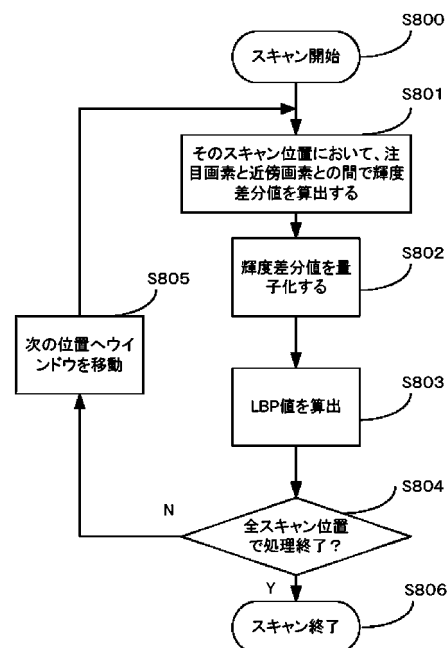 S800
スキャン開始
S801
そのスキャン位置において、注
目画素と近傍画素との間で輝度
差分値を算出する
S802
輝度差分値を量
子化する
S805
次の位置へウイ
ンドウを移動
S803
LBP値を算出
S804
N
全スキャン位置
で処理終了？
Y
S806
スキャン終了